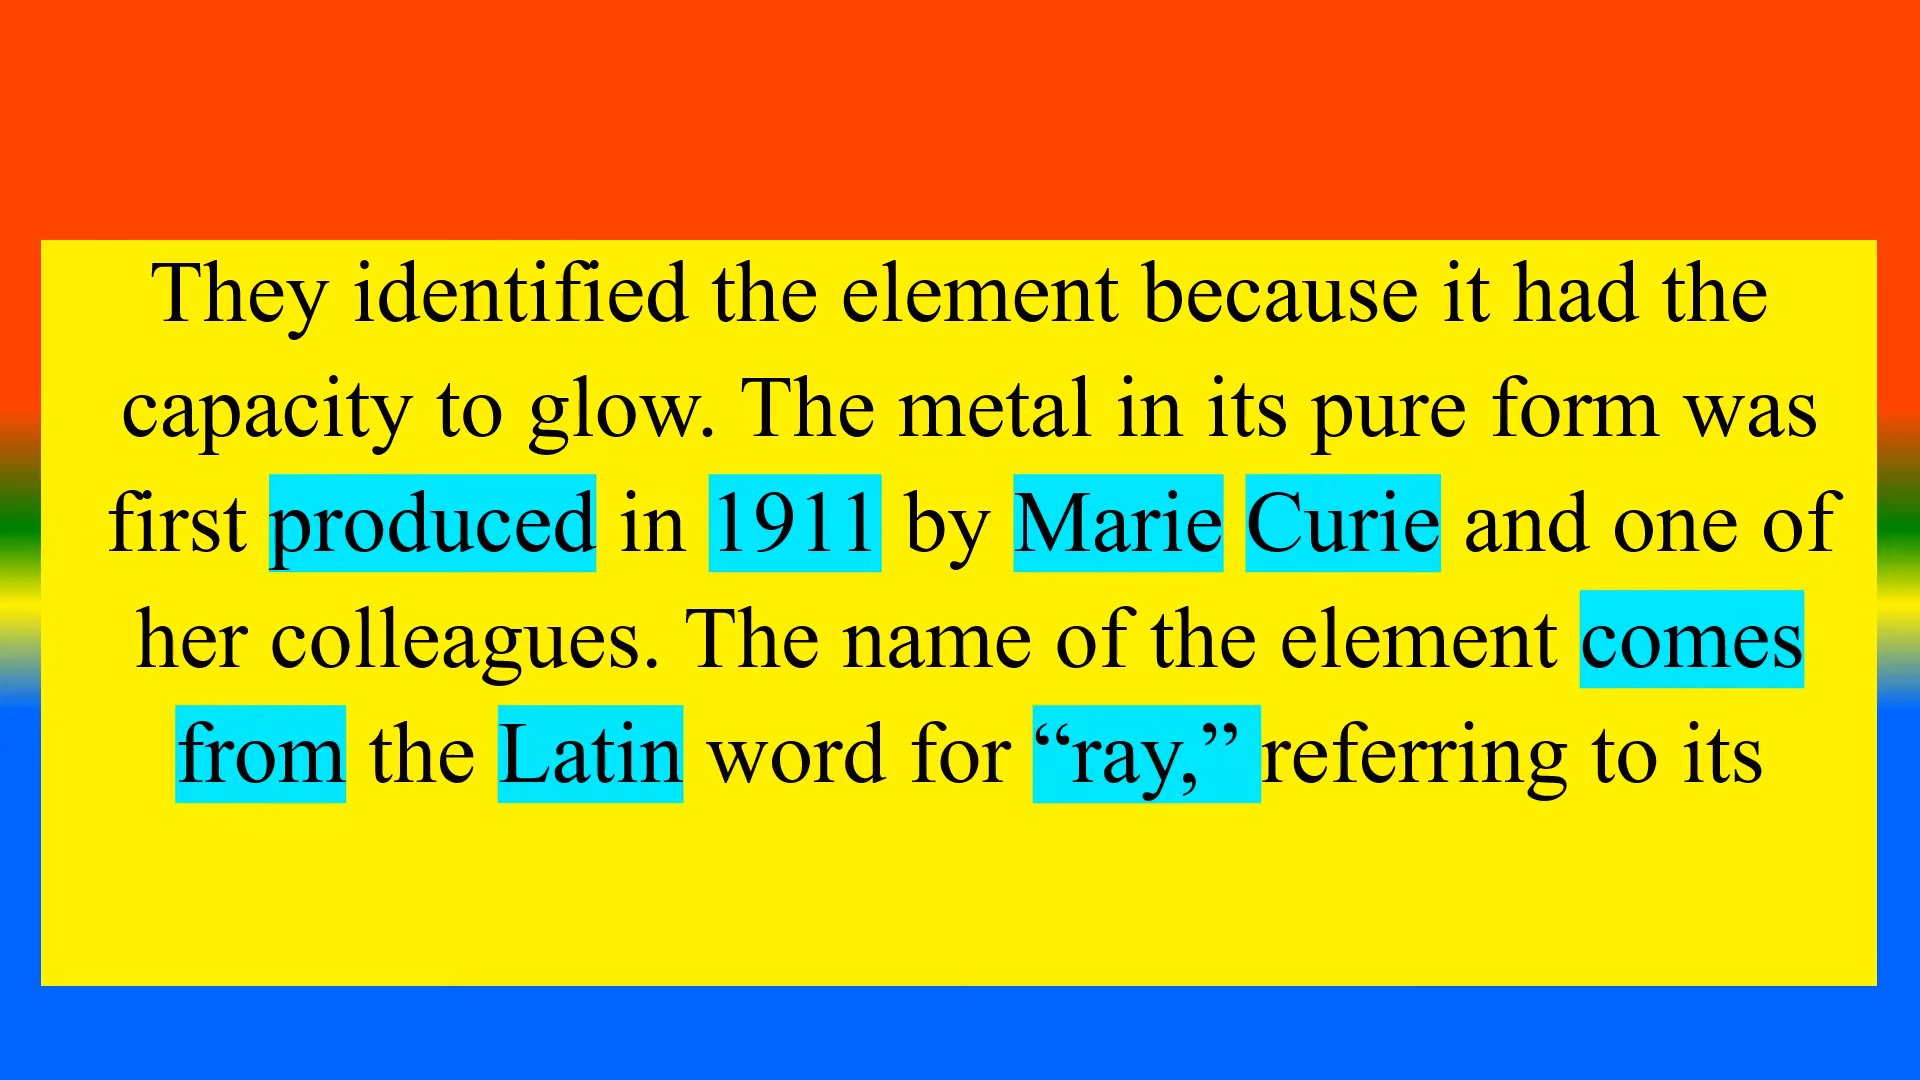 They identified the element because it had the
capacity to glow. The metal in its pure form was
first produced in 1911 by Marie Curie and one of
her colleagues. The name of the element comes
from the Latin word for “ray,” referring to its